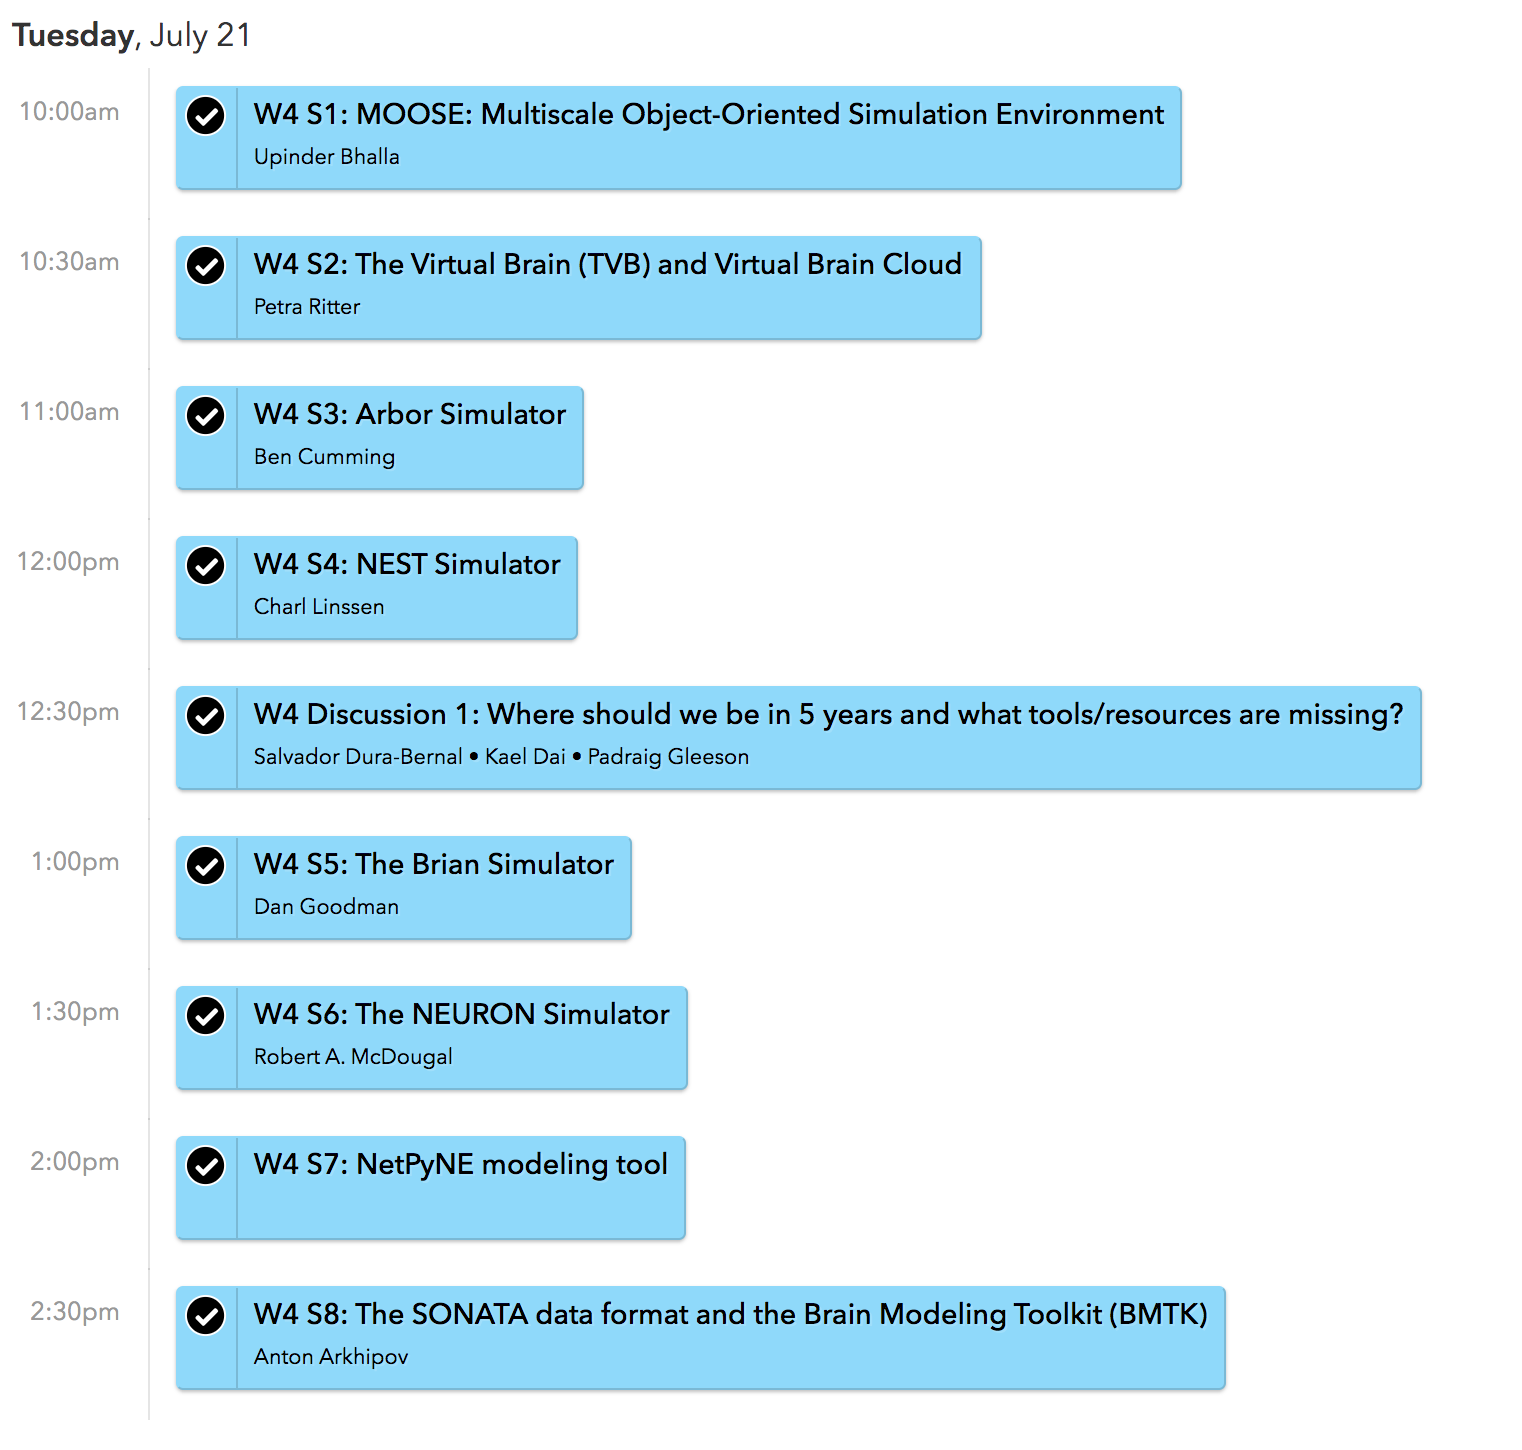 Tuesday, July 21
10:00am
W4 S1: MOOSE: Multiscale Object-Oriented Simulation Environment
Upinder Bhalla
10:30am
W4 S2: The Virtual Brain (TVB) and Virtual Brain Cloud
Petra Ritter
11:00am
W4 S3: Arbor Simulator
Ben Cumming
12:00pm
W4 S4: NEST Simulator
Charl Linssen
12:30pm
W4 Discussion 1: Where should we be in 5 years and what tools/resources are missing?
Salvador Dura-Bernal • Kael Dai • Padraig Gleeson
1:00pm
W4 S5: The Brian Simulator
Dan Goodman
1:30pm
W4 S6: The NEURON Simulator
Robert A. McDougal
2:00pm
W4 S7: NetPyNE modeling tool
2:30pm
W4 S8: The SONATA data format and the Brain Modeling Toolkit (BMTK)
Anton Arkhipov